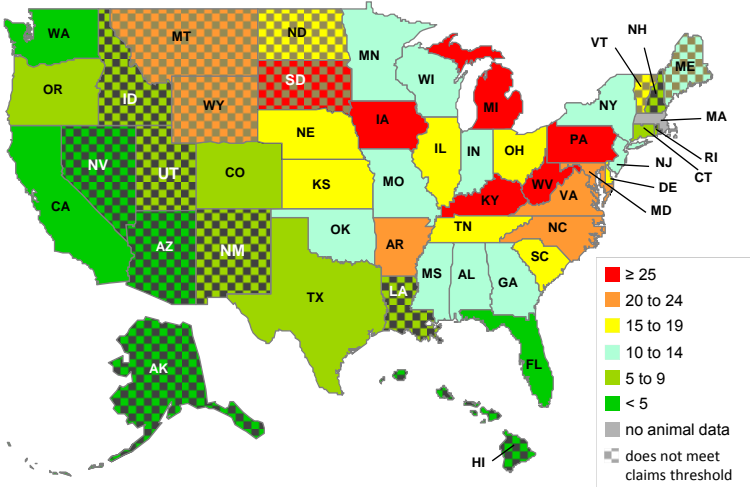 WA
MT
ND
MN
VT
NH
ME
OR
ID
WY
SD
WI
MI
NY
MA
RI
CT
NV
UT
NE
IA
IL
IN
OH
PA
NJ
DE
MD
CA
CO
KS
MO
KY
WV
VA
AZ
NM
OK
AR
TN
NC
SC
TX
LA
MS
AL
GA
FL
AK
HI
≥ 25
20 to 24
15 to 19
10 to 14
5 to 9
< 5
no animal data
does not meet
claims threshold